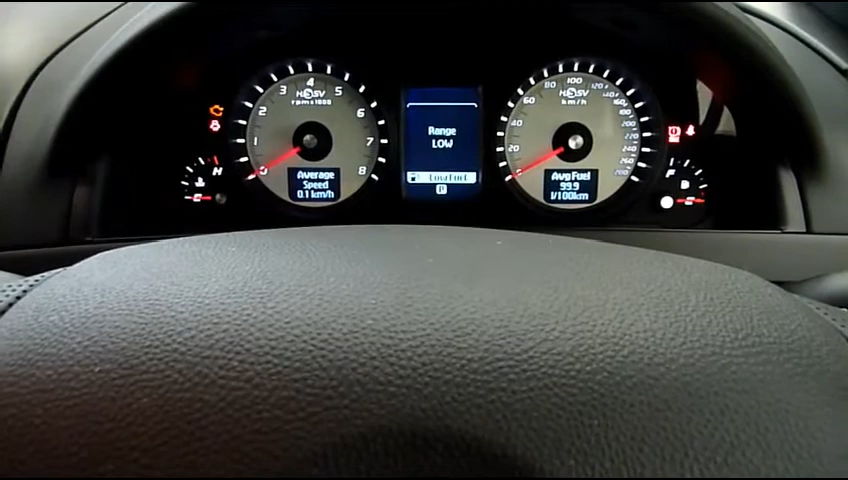 1
2
3
4
5
6
7
8
HSV
rpm x1000
Average
Speed
0.1 km/h
H
Range
LOW
Low Fuel
P
20
40
60
80
100
120
140
160
180
200
220
240
260
280
HSV
km/h
Avg Fuel
99.9
l/100km
F